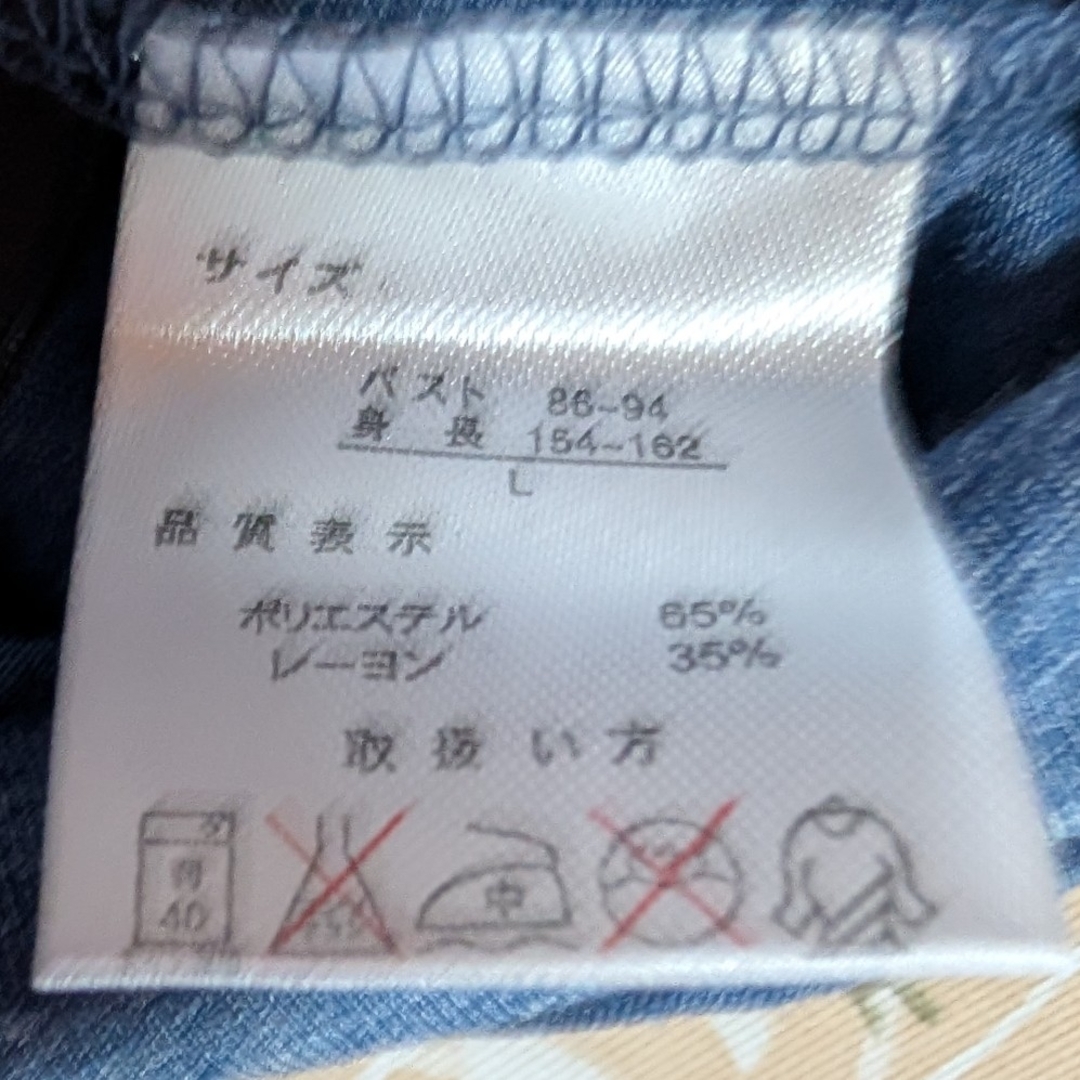 サイズ
バスト 86-94
身長 154-162
L
品質表示
ポリエステル 65%
レーヨン 35%
取扱い方
40
中